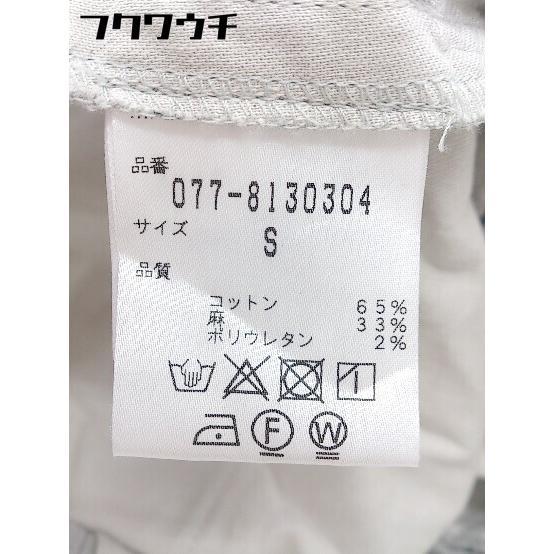 フクワウチ
品番
077-8130304
サイズ
S
品質
コットン 65%
麻 33%
ポリウレタン 2%
F W